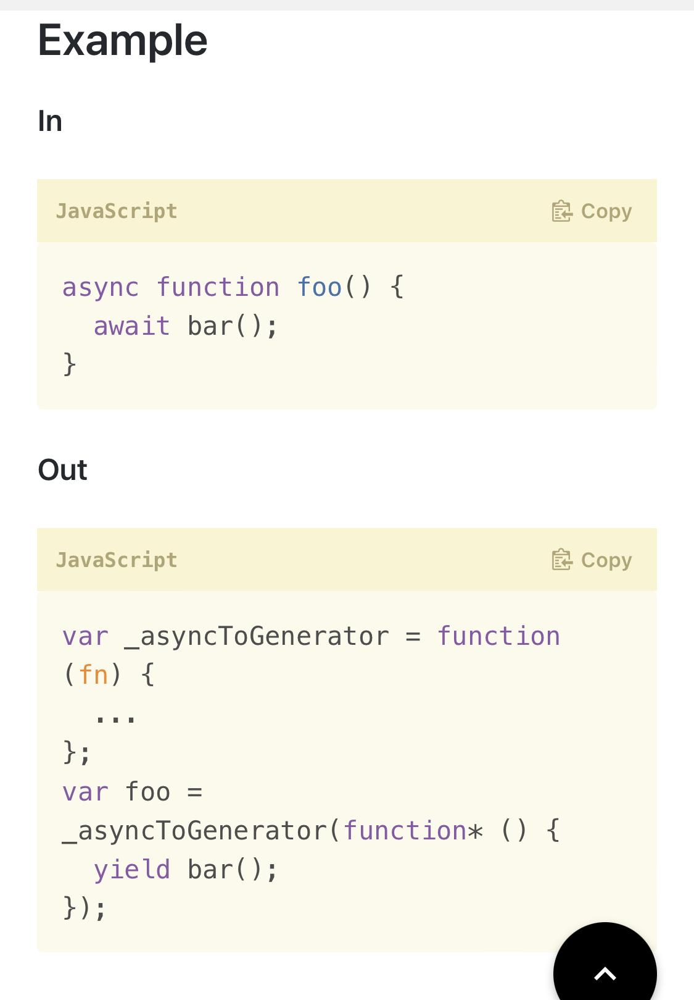 Example
In
JavaScript
Copy
async function foo() {
  await bar();
}
Out
JavaScript
Copy
var _asyncToGenerator = function
(fn) {
  ...
};
var foo =
_asyncToGenerator(function* () {
  yield bar();
});